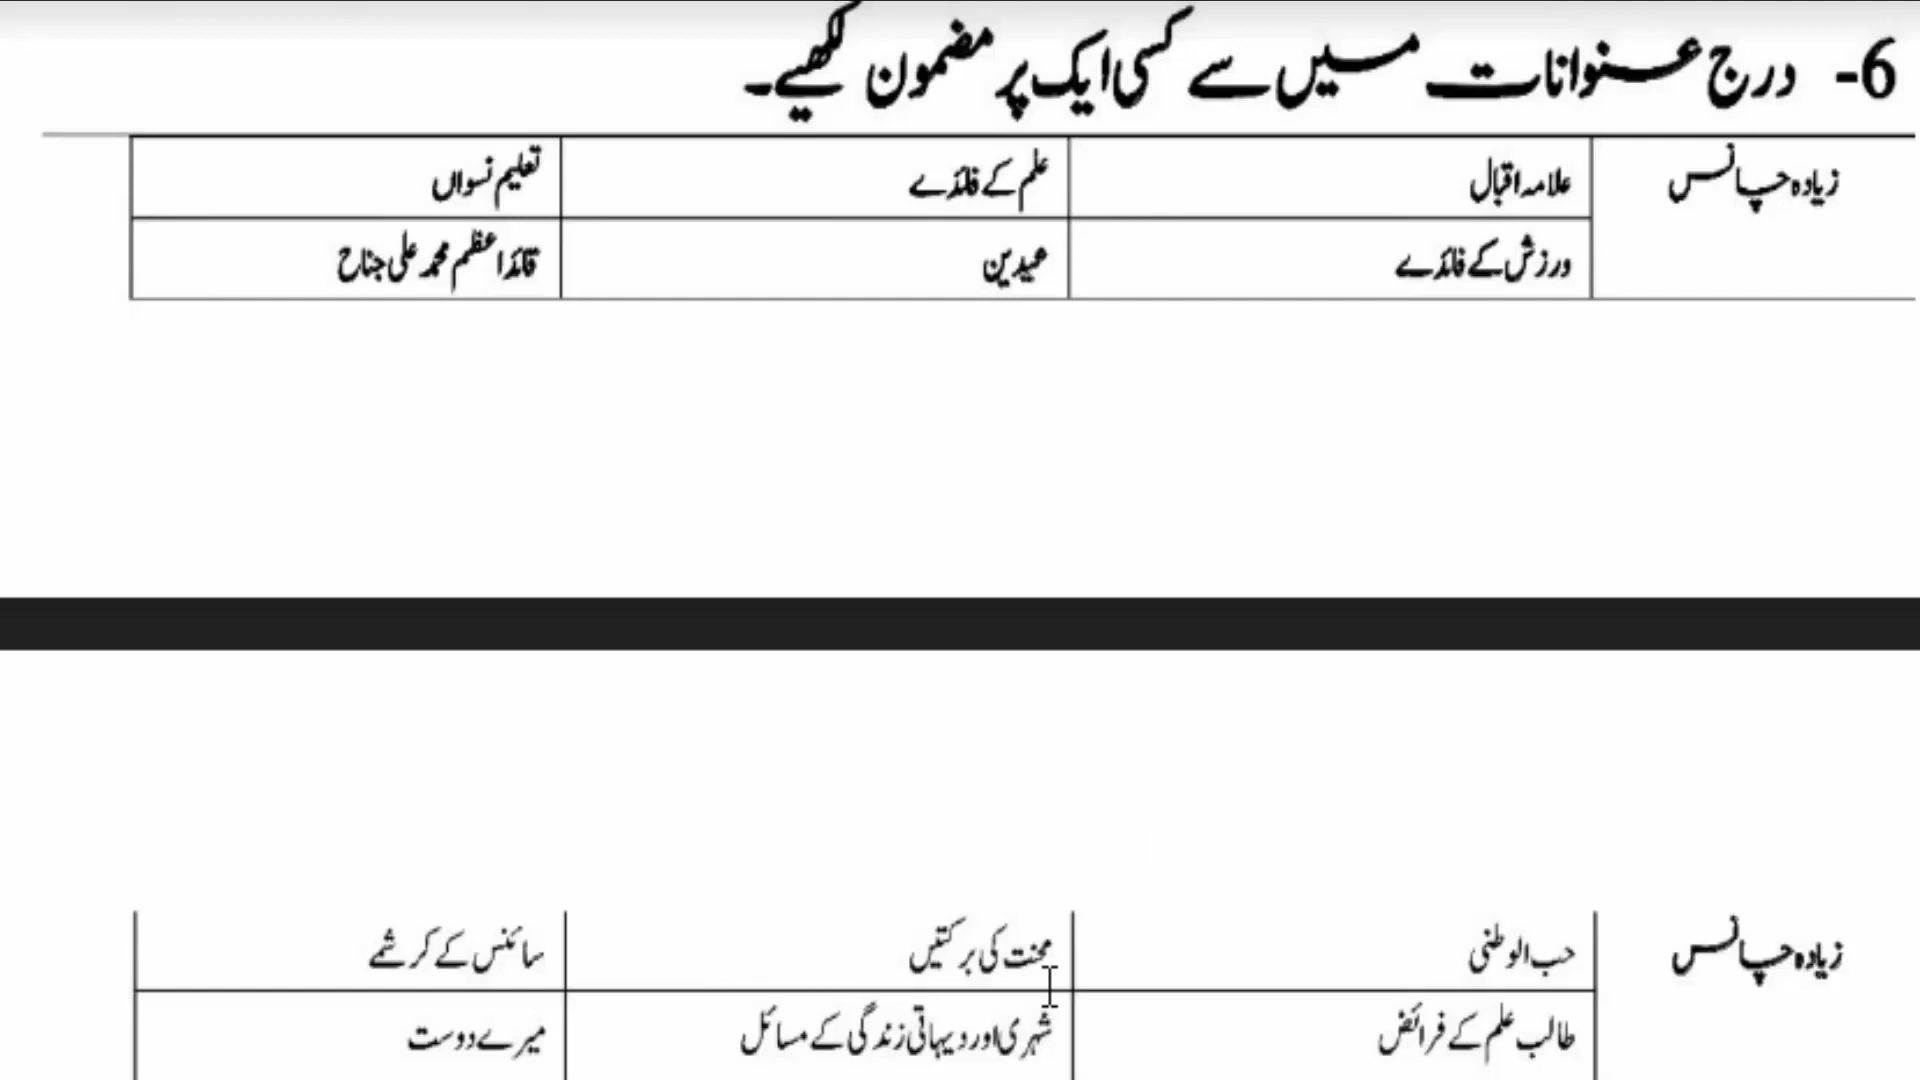 6- درج عنوانات میں سے کسی ایک پر مضمون لکھیے۔
زیادہ چانس علامہ اقبال علم کے فائدے تعلیم نسواں
ورزش کے فائدے عیدین قائد اعظم محمد علی جناح
زیادہ چانس حب الوطنی محنت کی برکتیں سائنس کے کرشمے
طالب علم کے فرائض شہری اور دیہاتی زندگی کے مسائل میرے دوست